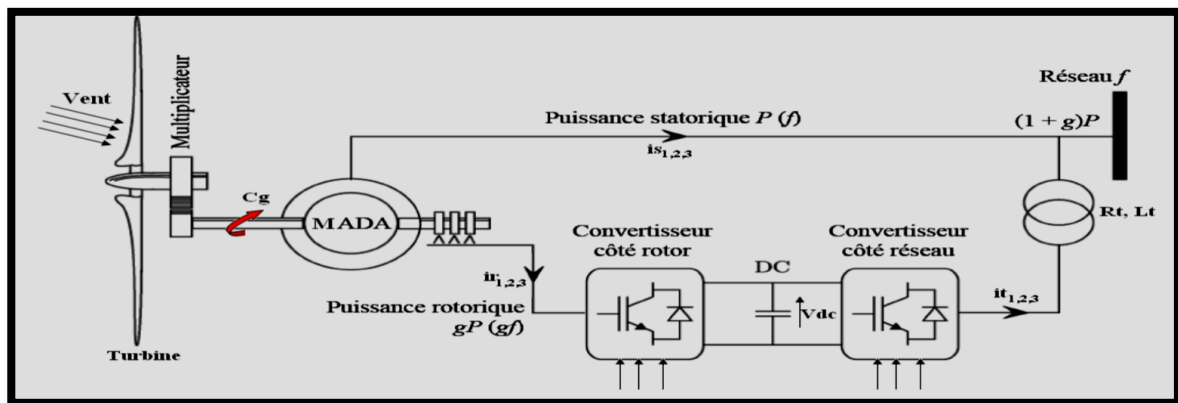 Vent
Multiplicateur
Turbine
Cg
MADA
Puissance statorique P (f)
is1,2,3
(1 + g)P
Réseau f
Rt, Lt
ir1,2,3
Puissance rotorique
gP (gf)
Convertisseur
côté rotor
DC
Vdc
Convertisseur
côté réseau
it1,2,3